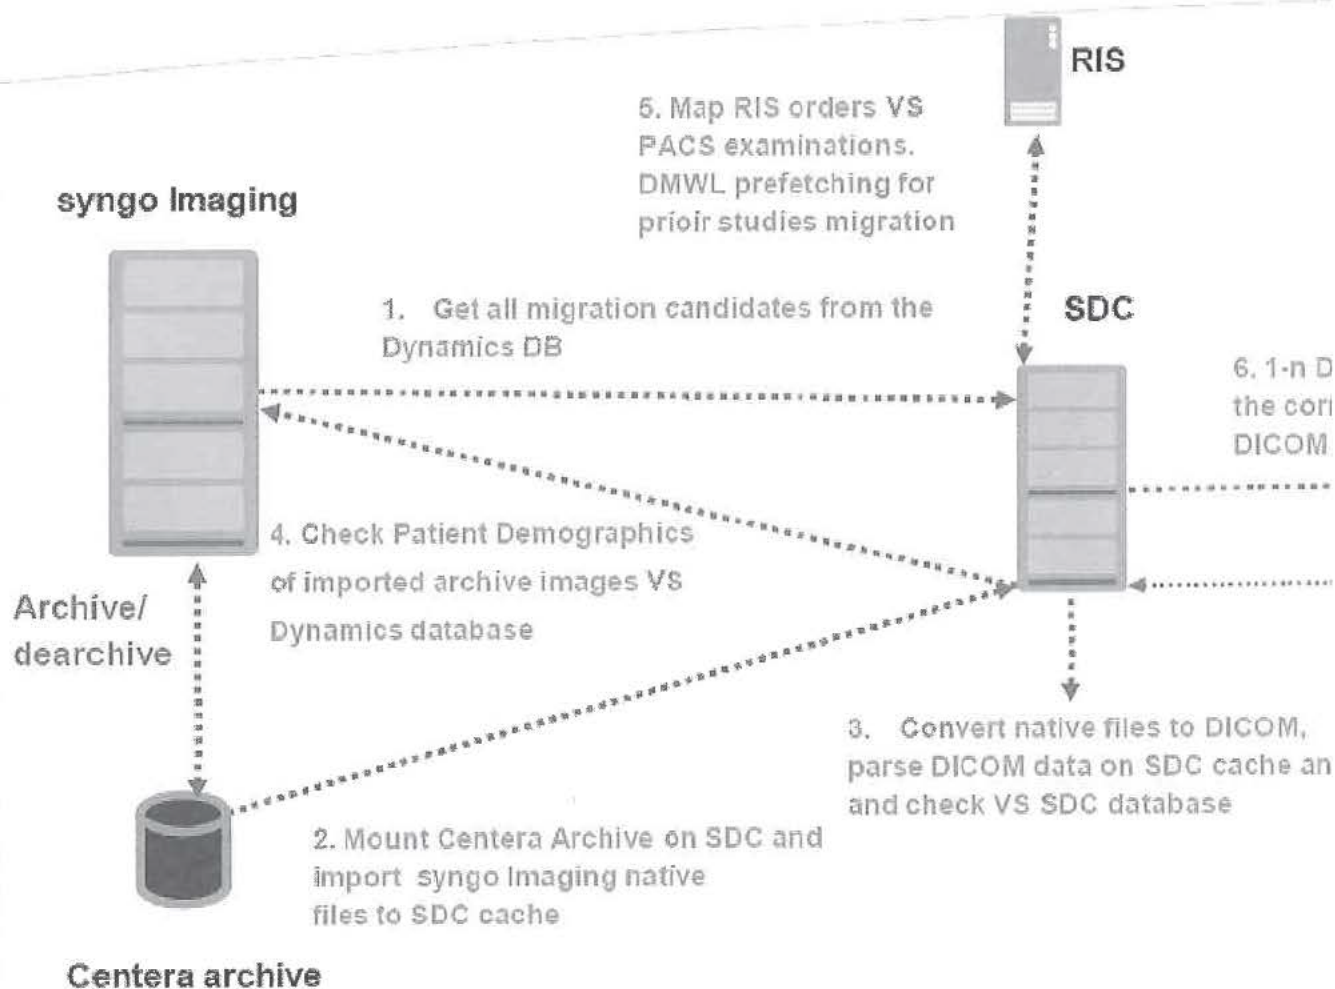 RIS
5. Map RIS orders VS
PACS examinations.
DMWL prefetching for
prioir studies migration
syngo Imaging
1. Get all migration candidates from the
Dynamics DB
SDC
6. 1-n D
the corr
DICOM
4. Check Patient Demographics
of imported archive images VS
Dynamics database
Archive/
dearchive
3. Convert native files to DICOM,
parse DICOM data on SDC cache an
and check VS SDC database
2. Mount Centera Archive on SDC and
import syngo Imaging native
files to SDC cache
Centera archive